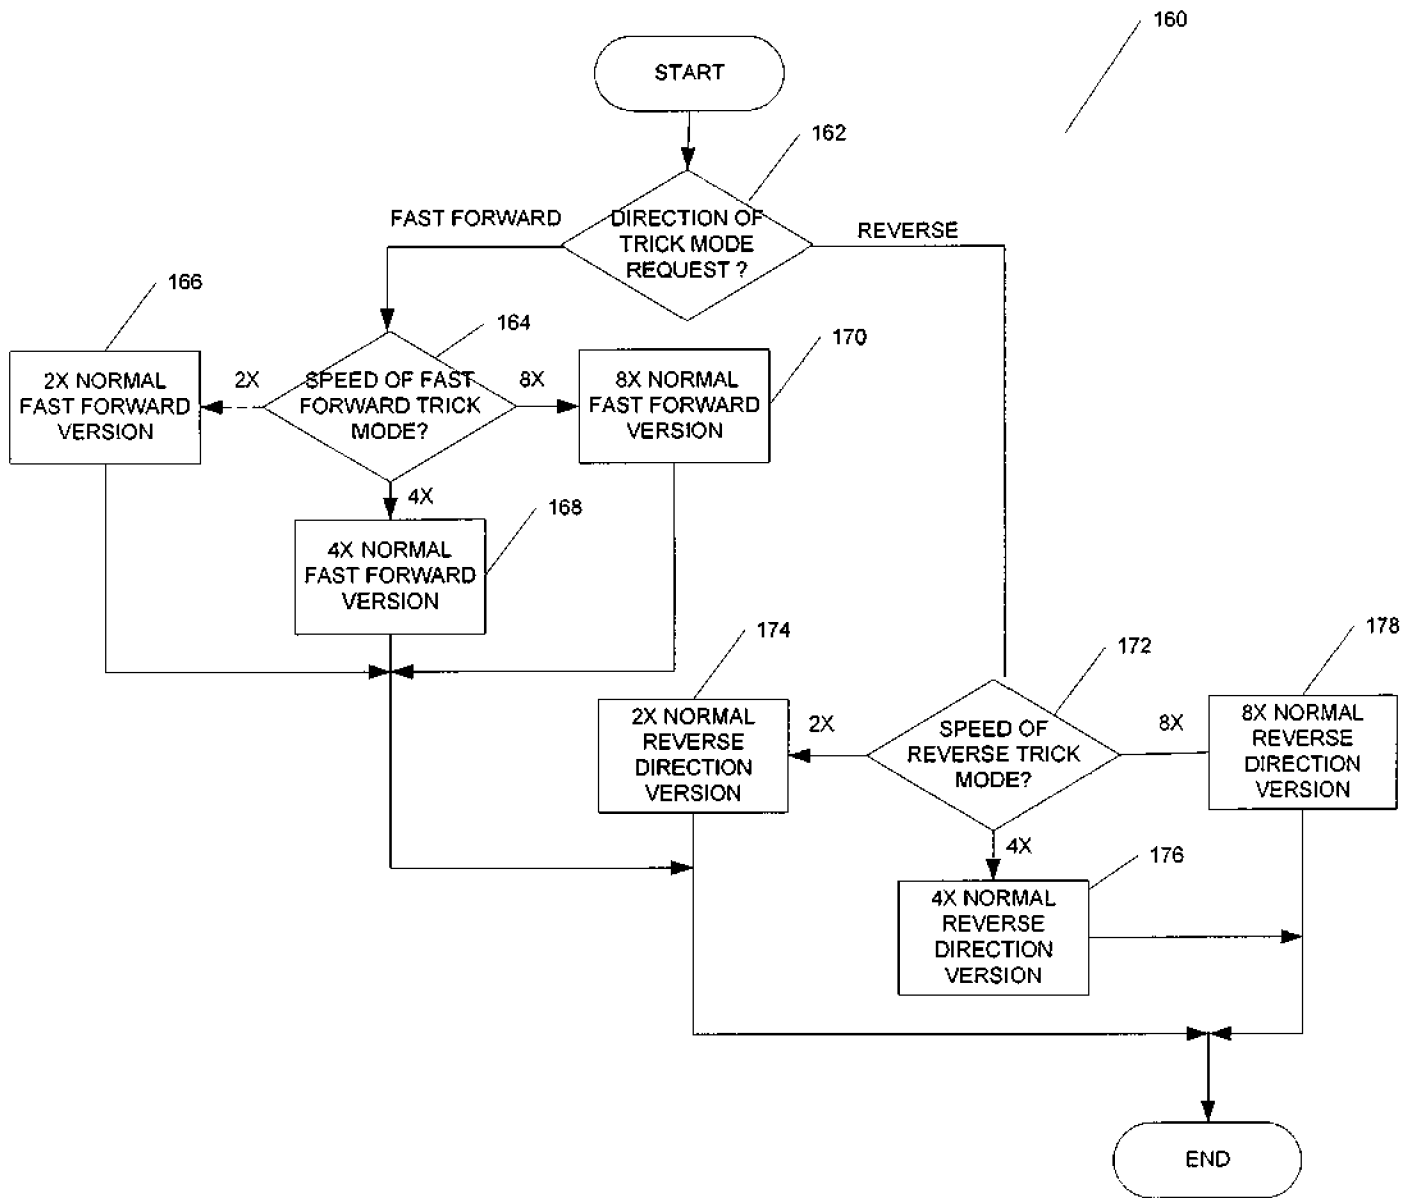 160
START
162
FAST FORWARD
DIRECTION OF
TRICK MODE
REQUEST ?
REVERSE
166
164
170
2X NORMAL
FAST FORWARD
VERSION
2X
SPEED OF FAST
FORWARD TRICK
MODE?
8X
8X NORMAL
FAST FORWARD
VERSION
4X
168
4X NORMAL
FAST FORWARD
VERSION
174
172
178
2X NORMAL
REVERSE
DIRECTION
VERSION
2X
SPEED OF
REVERSE TRICK
MODE?
8X
8X NORMAL
REVERSE
DIRECTION
VERSION
4X
176
4X NORMAL
REVERSE
DIRECTION
VERSION
END